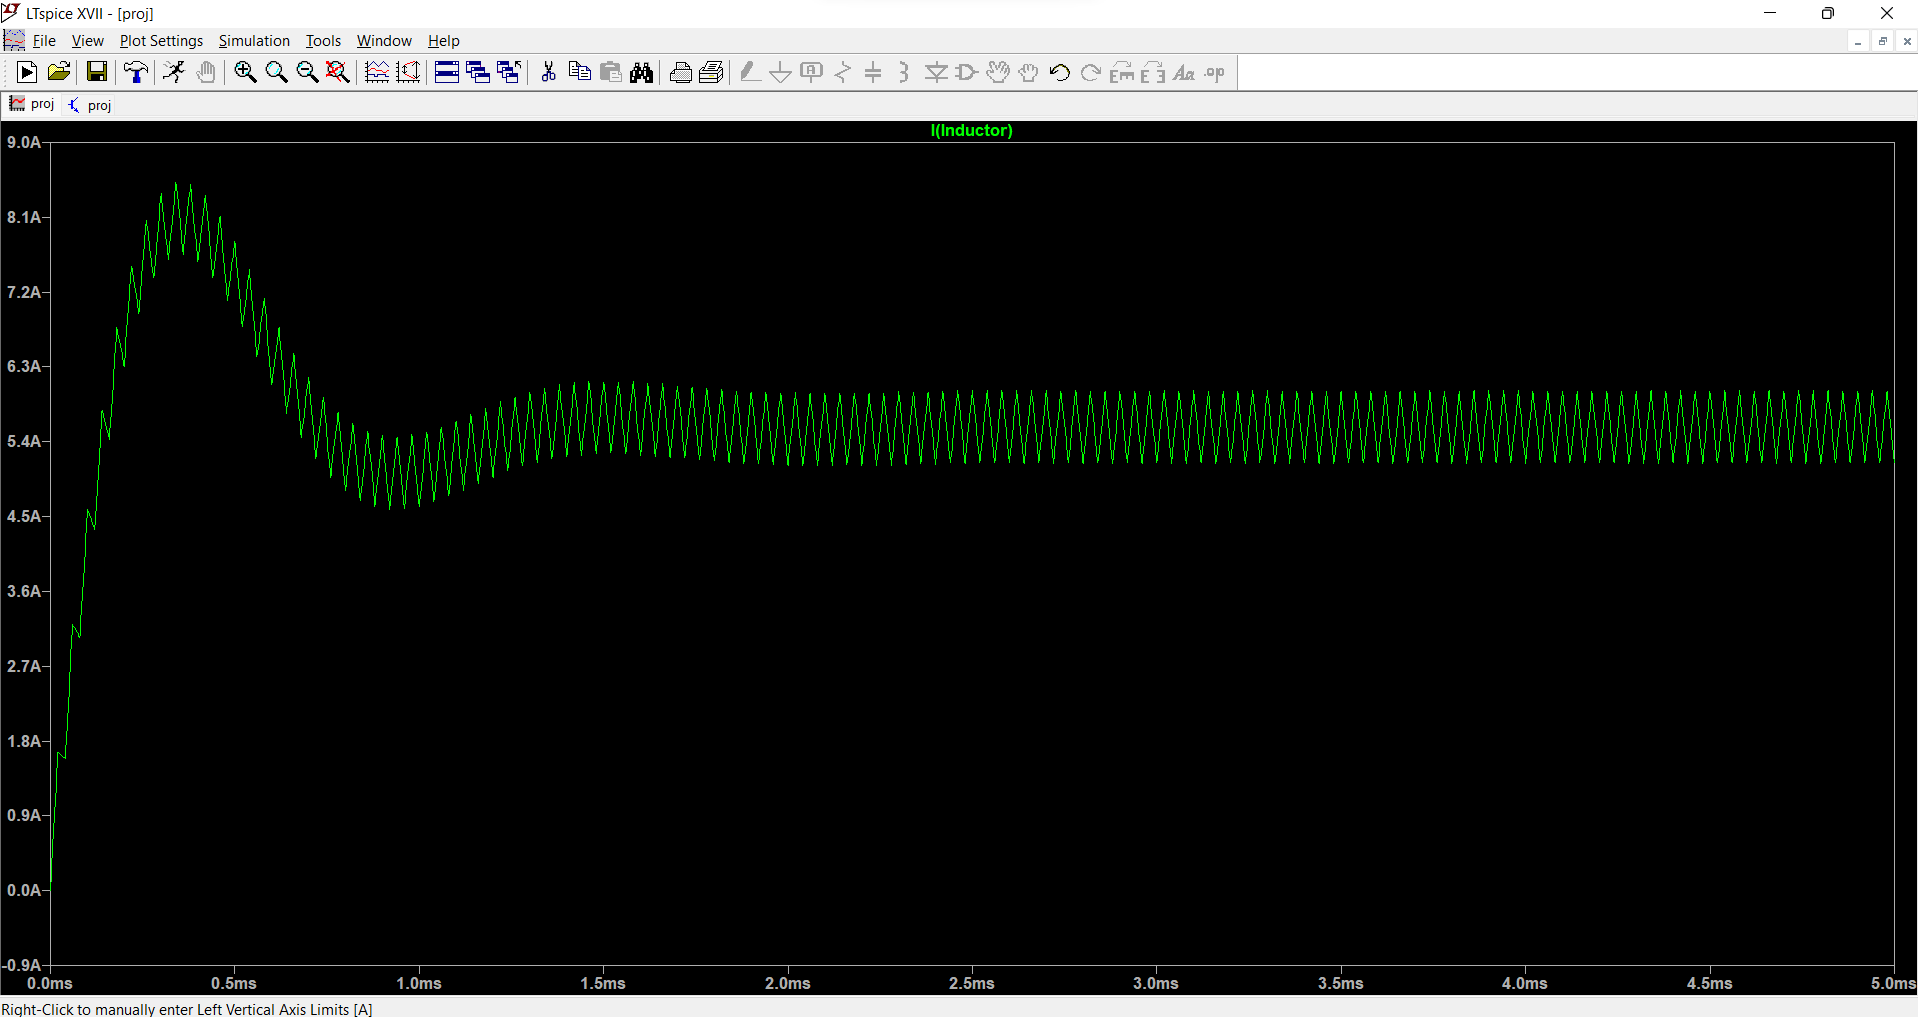 LTspice XVII - [proj]
File View Plot Settings Simulation Tools Window Help
proj proj
I(Inductor)
9.0A
8.1A
7.2A
6.3A
5.4A
4.5A
3.6A
2.7A
1.8A
0.9A
0.0A
-0.9A
0.0ms 0.5ms 1.0ms 1.5ms 2.0ms 2.5ms 3.0ms 3.5ms 4.0ms 4.5ms 5.0ms
Right-Click to manually enter Left Vertical Axis Limits [A]